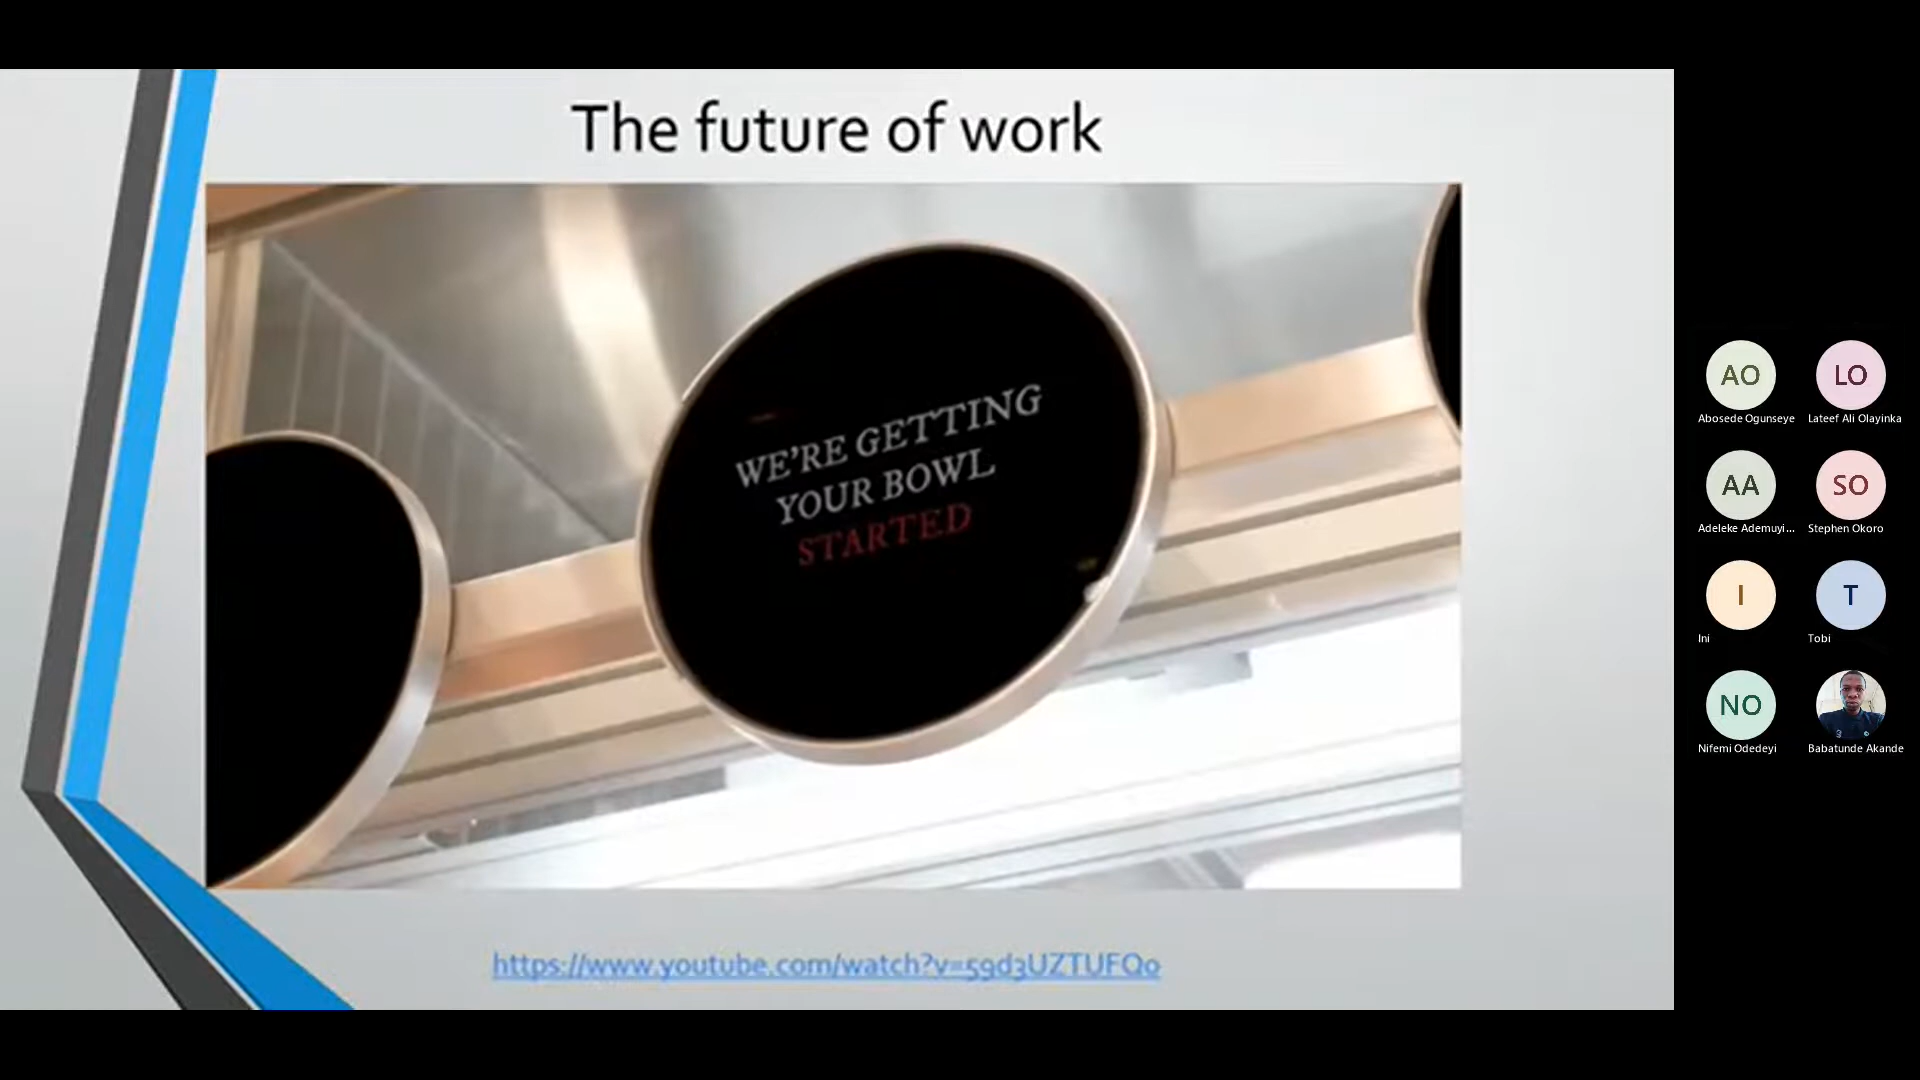 The future of work
WE'RE GETTING
YOUR BOWL
STARTED
https://www.youtube.com/watch?v=59d3UZTUFQ0
AO
Abosede Ogunseye
LO
Lateef Ali Olayinka
AA
Adeleke Ademuyi...
SO
Stephen Okoro
I
Ini
T
Tobi
NO
Nifemi Odedeyi
Babatunde Akande